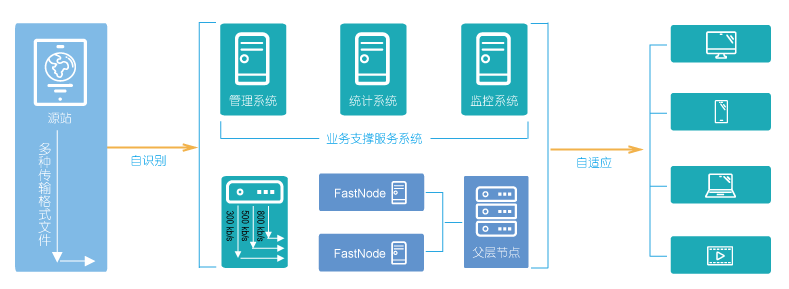 源站
多种传输格式文件
自识别
管理系统
统计系统
监控系统
业务支撑服务系统
300 kb/s
500 kb/s
800 kb/s
FastNode
FastNode
父层节点
自适应